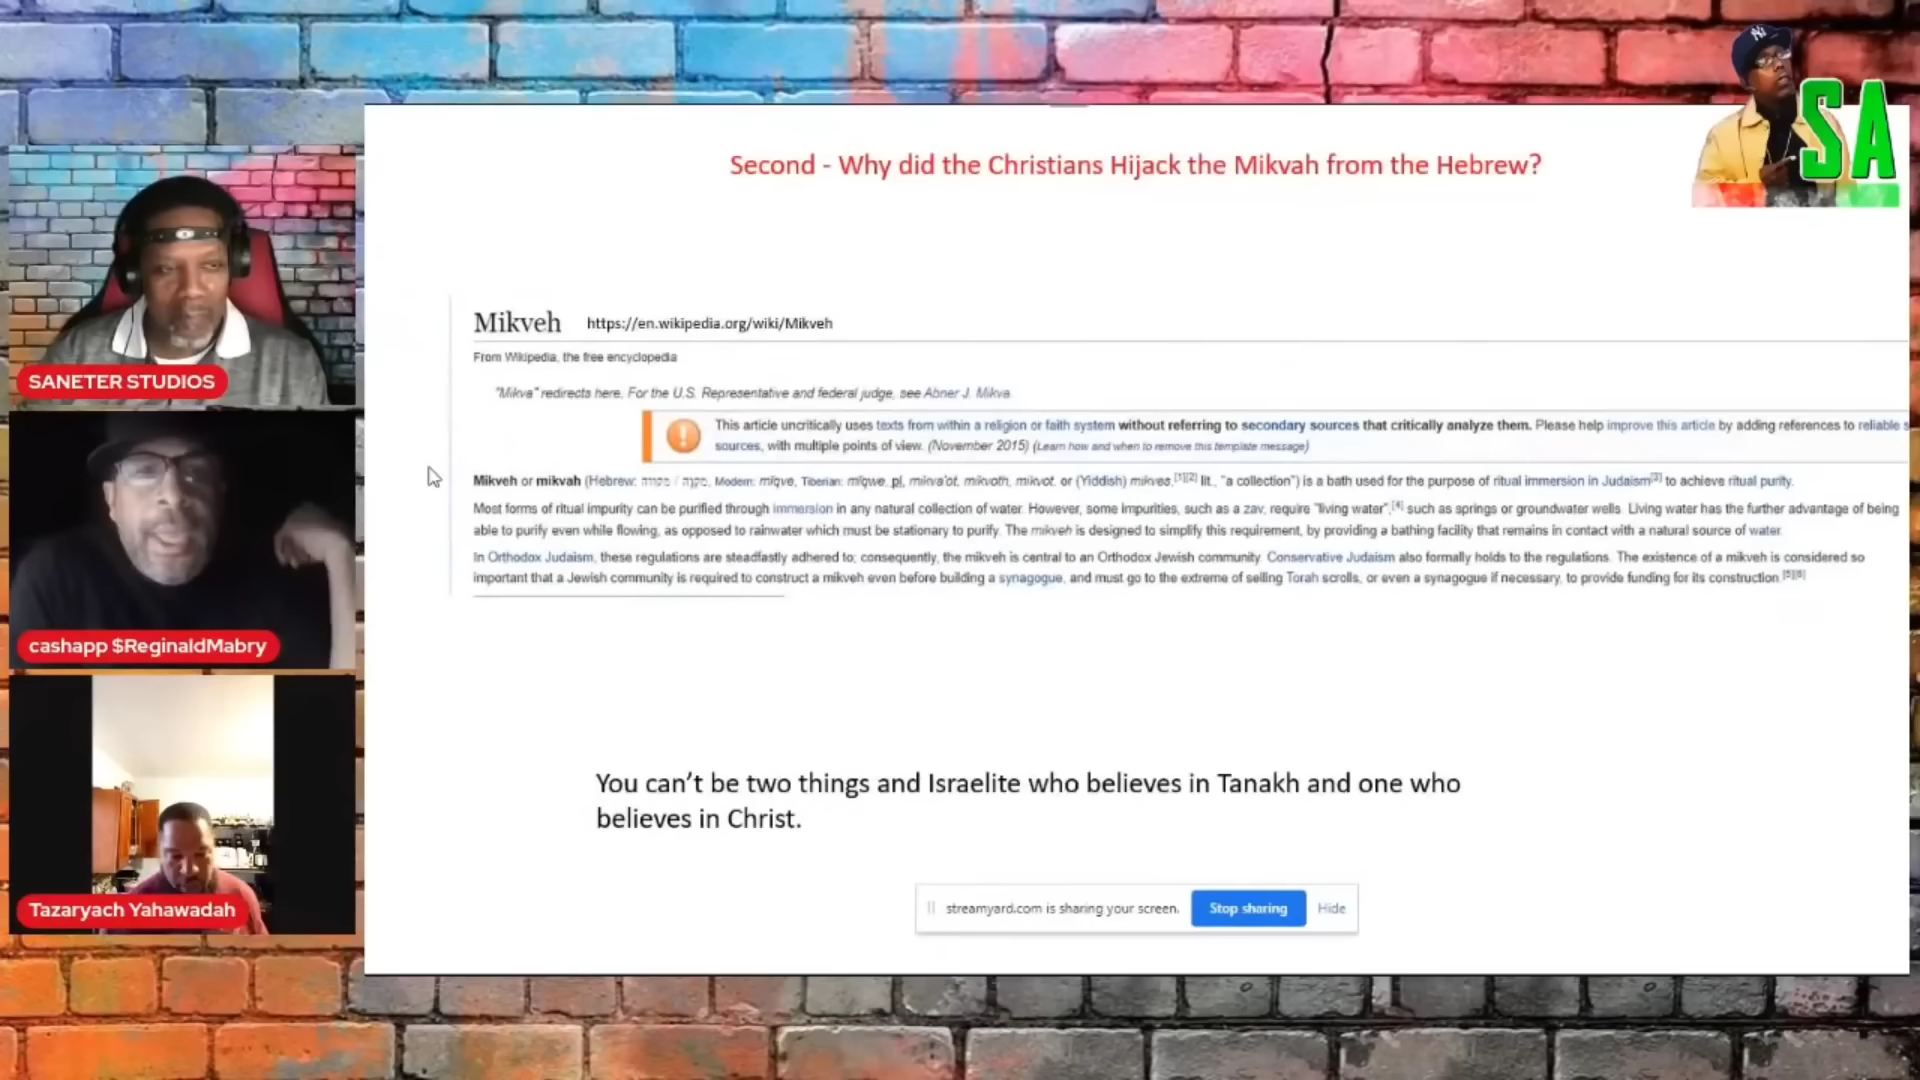 SA
Second - Why did the Christians Hijack the Mikvah from the Hebrew?
Mikveh https://en.wikipedia.org/wiki/Mikveh
From Wikipedia, the free encyclopedia
"Mikva" redirects here. For the U.S. Representative and federal judge, see Abner J. Mikva.
This article uncritically uses texts from within a religion or faith system without referring to secondary sources that critically analyze them. Please help improve this article by adding references to reliable s
sources, with multiple points of view. (November 2015) (Learn how and when to remove this template message)
Mikveh or mikvah (Hebrew: / , Modern: miqve, Tiberian: miqwe, pl. mikva'ot, mikvoth, mikvot, or (Yiddish) mikves,[1][2] lit., "a collection") is a bath used for the purpose of ritual immersion in Judaism[3] to achieve ritual purity.
Most forms of ritual impurity can be purified through immersion in any natural collection of water. However, some impurities, such as a zav, require "living water",[4] such as springs or groundwater wells. Living water has the further advantage of being
able to purify even while flowing, as opposed to rainwater which must be stationary to purify. The mikveh is designed to simplify this requirement, by providing a bathing facility that remains in contact with a natural source of water.
In Orthodox Judaism, these regulations are steadfastly adhered to; consequently, the mikveh is central to an Orthodox Jewish community. Conservative Judaism also formally holds to the regulations. The existence of a mikveh is considered so
important that a Jewish community is required to construct a mikveh even before building a synagogue, and must go to the extreme of selling Torah scrolls, or even a synagogue if necessary, to provide funding for its construction.[5][6]
You can't be two things and Israelite who believes in Tanakh and one who
believes in Christ.
streamyard.com is sharing your screen. Stop sharing Hide
SANETER STUDIOS
cashapp $ReginaldMabry
Tazaryach Yahawadah